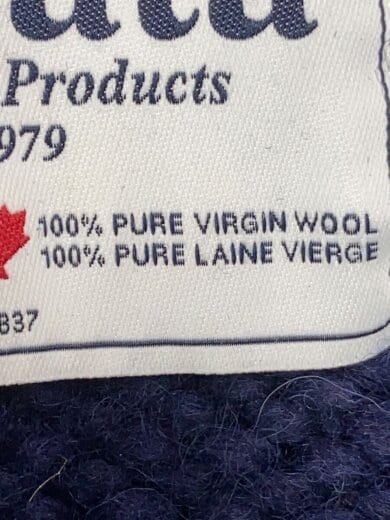 Products
979
100% PURE VIRGIN WOOL
100% PURE LAINE VIERGE
837